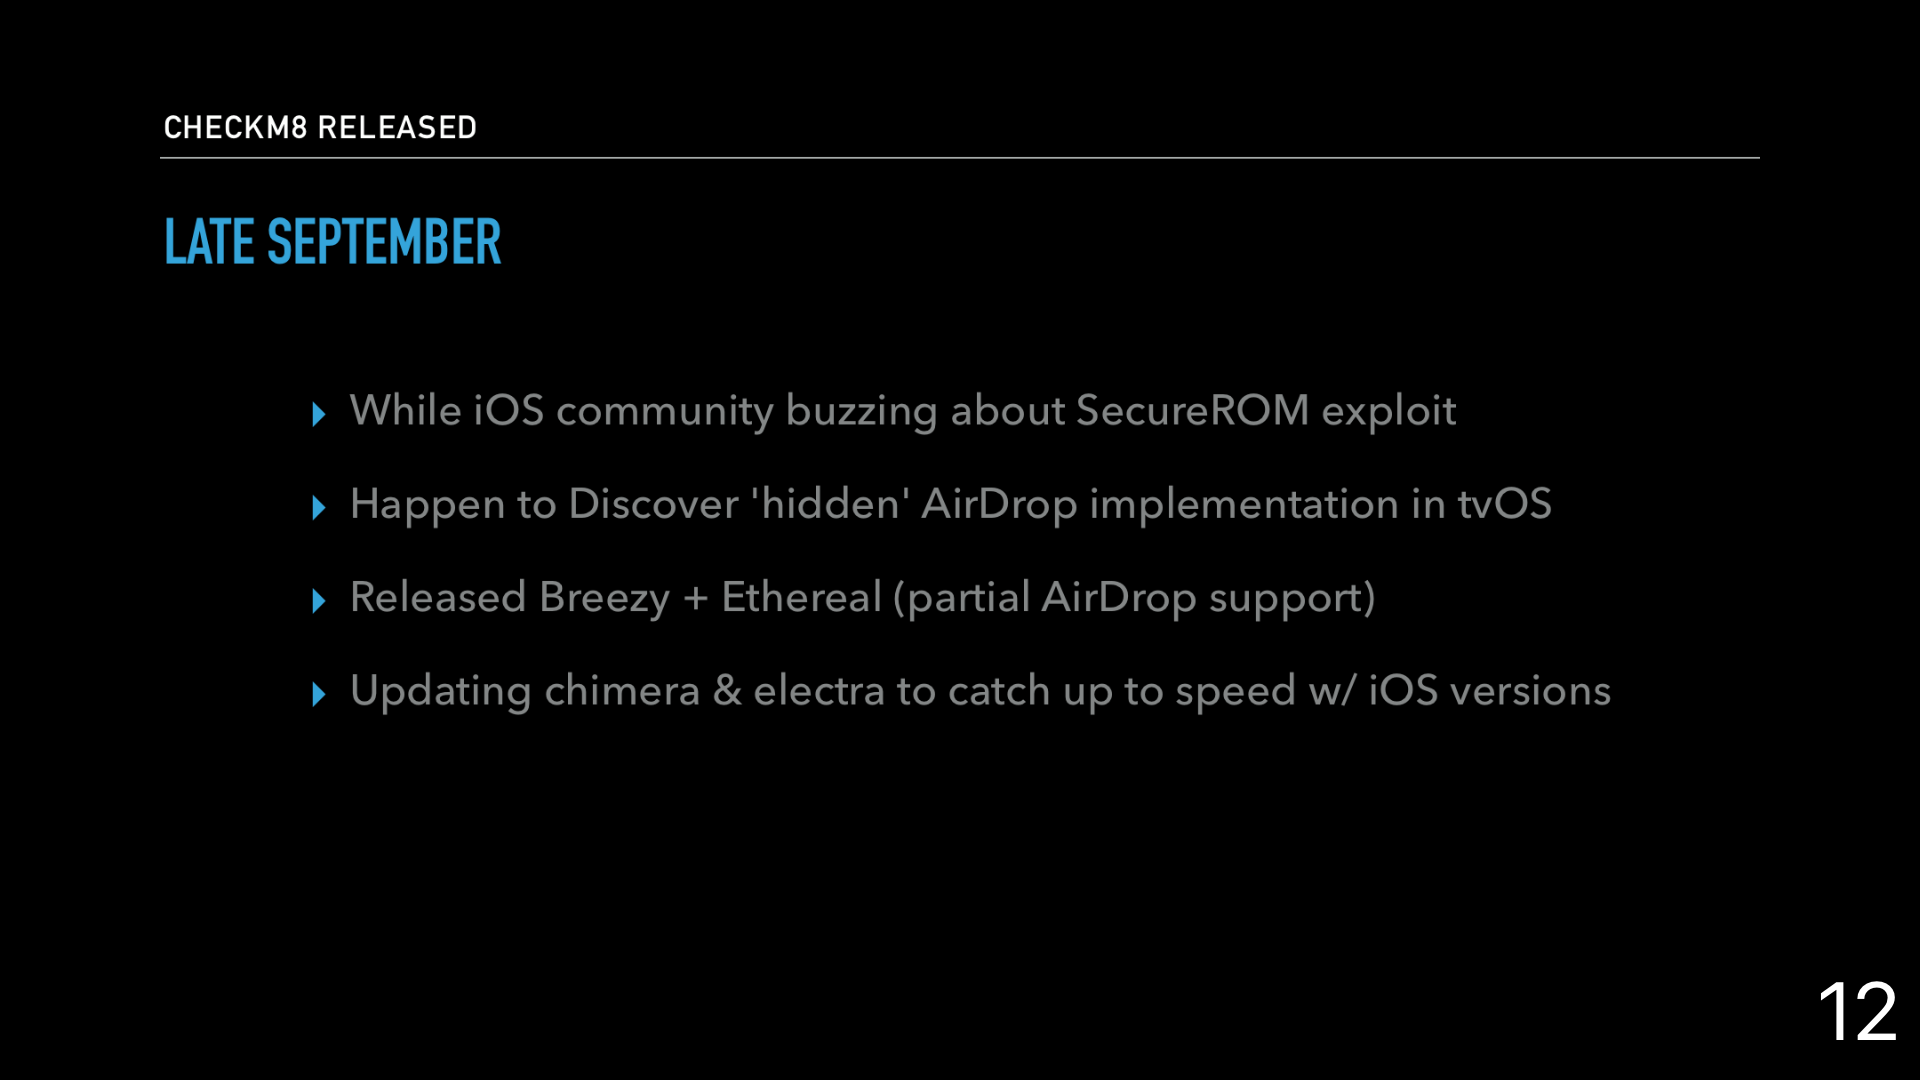 CHECKM8 RELEASED
LATE SEPTEMBER
▸ While iOS community buzzing about SecureROM exploit
▸ Happen to Discover 'hidden' AirDrop implementation in tvOS
▸ Released Breezy + Ethereal (partial AirDrop support)
▸ Updating chimera & electra to catch up to speed w/ iOS versions
12